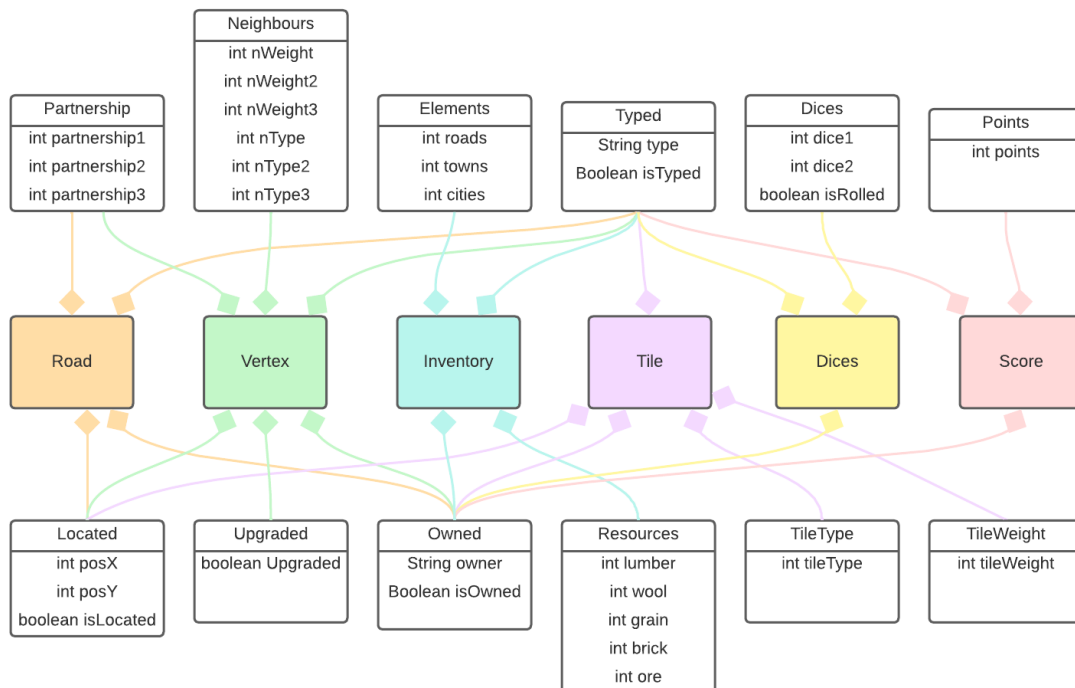 Neighbours
int nWeight
int nWeight2
int nWeight3
int nType
int nType2
int nType3
Partnership
int partnership1
int partnership2
int partnership3
Elements
int roads
int towns
int cities
Typed
String type
Boolean isTyped
Dices
int dice1
int dice2
boolean isRolled
Points
int points
Road
Vertex
Inventory
Tile
Dices
Score
Located
int posX
int posY
boolean isLocated
Upgraded
boolean Upgraded
Owned
String owner
Boolean isOwned
Resources
int lumber
int wool
int grain
int brick
int ore
TileType
int tileType
TileWeight
int tileWeight